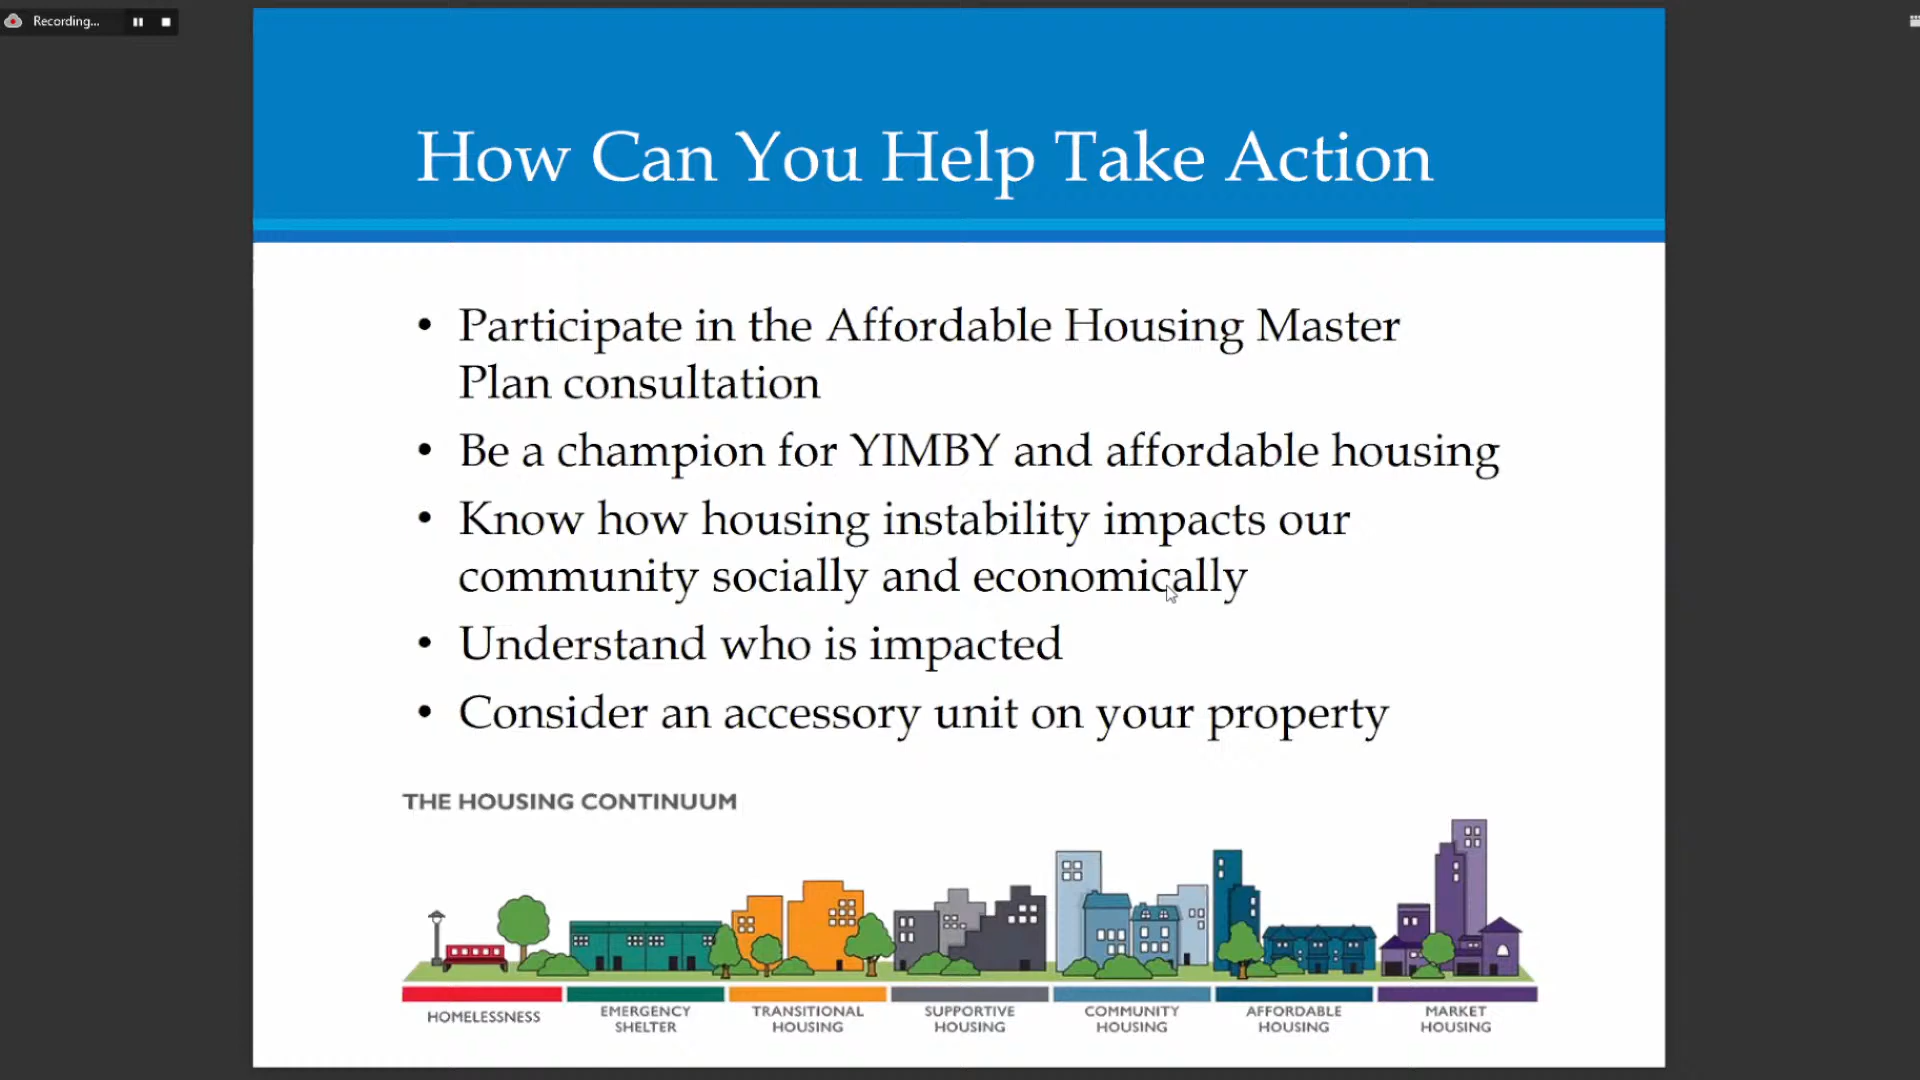 Recording...
How Can You Help Take Action
• Participate in the Affordable Housing Master
Plan consultation
• Be a champion for YIMBY and affordable housing
• Know how housing instability impacts our
community socially and economically
• Understand who is impacted
• Consider an accessory unit on your property
THE HOUSING CONTINUUM
HOMELESSNESS
EMERGENCY
SHELTER
TRANSITIONAL
HOUSING
SUPPORTIVE
HOUSING
COMMUNITY
HOUSING
AFFORDABLE
HOUSING
MARKET
HOUSING